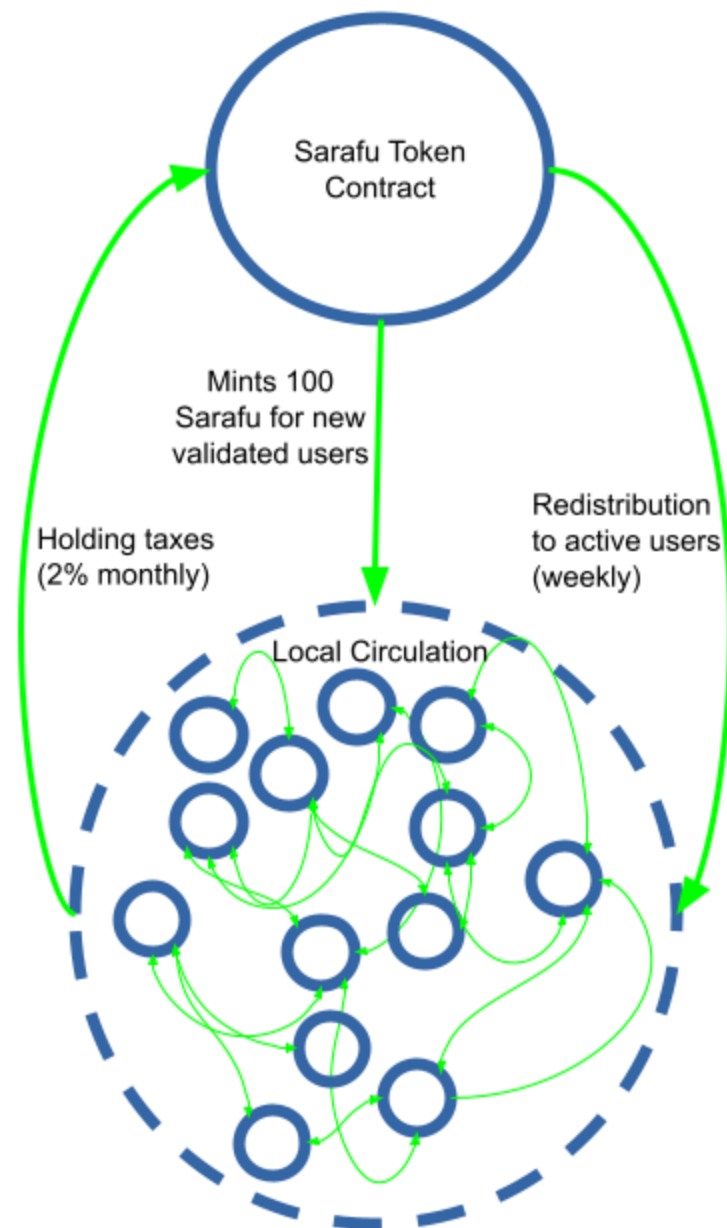 Sarafu Token
Contract
Mints 100
Sarafu for new
validated users
Holding taxes
(2% monthly)
Redistribution
to active users
(weekly)
Local Circulation